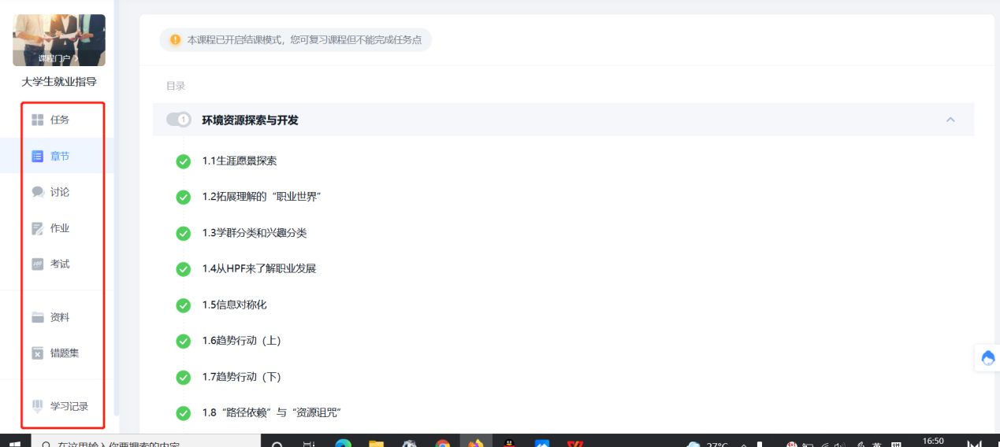 课程门户 >
大学生就业指导
任务
章节
讨论
作业
考试
资料
错题集
学习记录
本课程已开启结课模式，您可复习课程但不能完成任务点
目录
1 环境资源探索与开发
1.1生涯愿景探索
1.2拓展理解的“职业世界”
1.3学群分类和兴趣分类
1.4从HPF来了解职业发展
1.5信息对称化
1.6趋势行动（上）
1.7趋势行动（下）
1.8“路径依赖”与“资源诅咒”
在这里输入你要搜索的内容
27°C
英
16:50